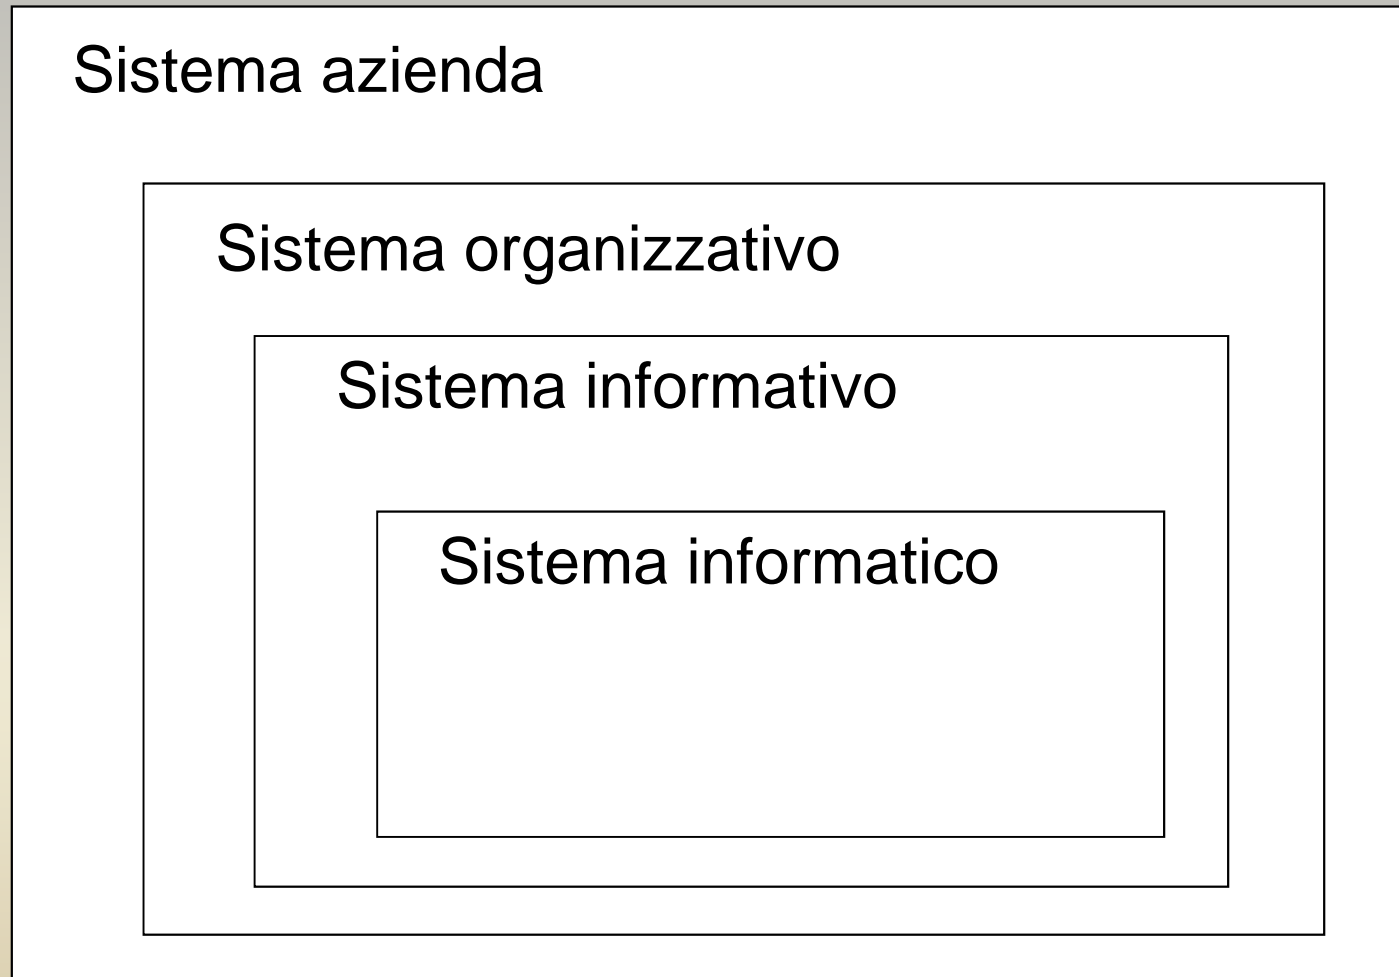 Sistema azienda
Sistema organizzativo
Sistema informativo
Sistema informatico